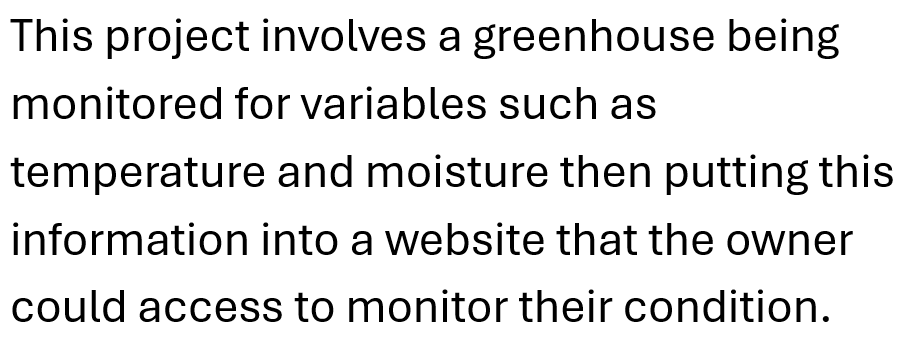 This project involves a greenhouse being
monitored for variables such as
temperature and moisture then putting this
information into a website that the owner
could access to monitor their condition.